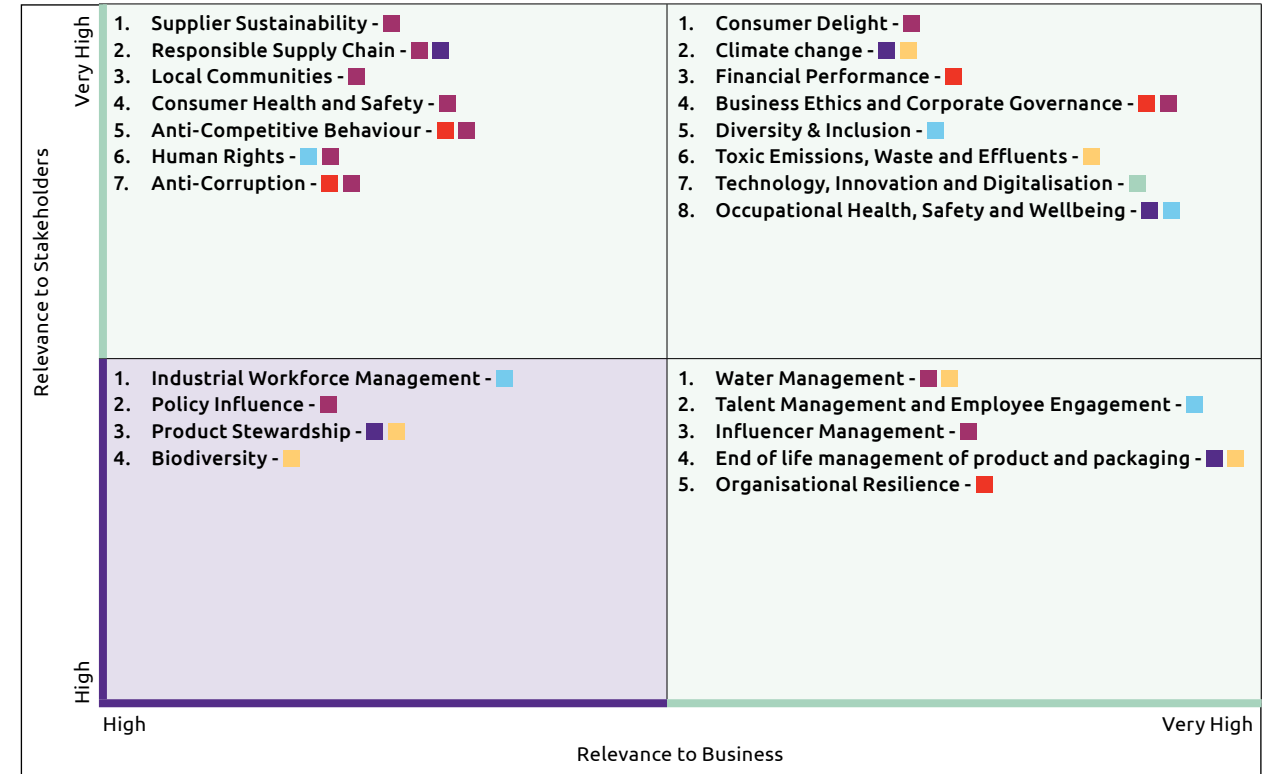 Very High
Relevance to Stakeholders
High
1. Supplier Sustainability -
2. Responsible Supply Chain -
3. Local Communities -
4. Consumer Health and Safety -
5. Anti-Competitive Behaviour -
6. Human Rights -
7. Anti-Corruption -
1. Consumer Delight -
2. Climate change -
3. Financial Performance -
4. Business Ethics and Corporate Governance -
5. Diversity & Inclusion -
6. Toxic Emissions, Waste and Effluents -
7. Technology, Innovation and Digitalisation -
8. Occupational Health, Safety and Wellbeing -
1. Industrial Workforce Management -
2. Policy Influence -
3. Product Stewardship -
4. Biodiversity -
1. Water Management -
2. Talent Management and Employee Engagement -
3. Influencer Management -
4. End of life management of product and packaging -
5. Organisational Resilience -
High
Very High
Relevance to Business